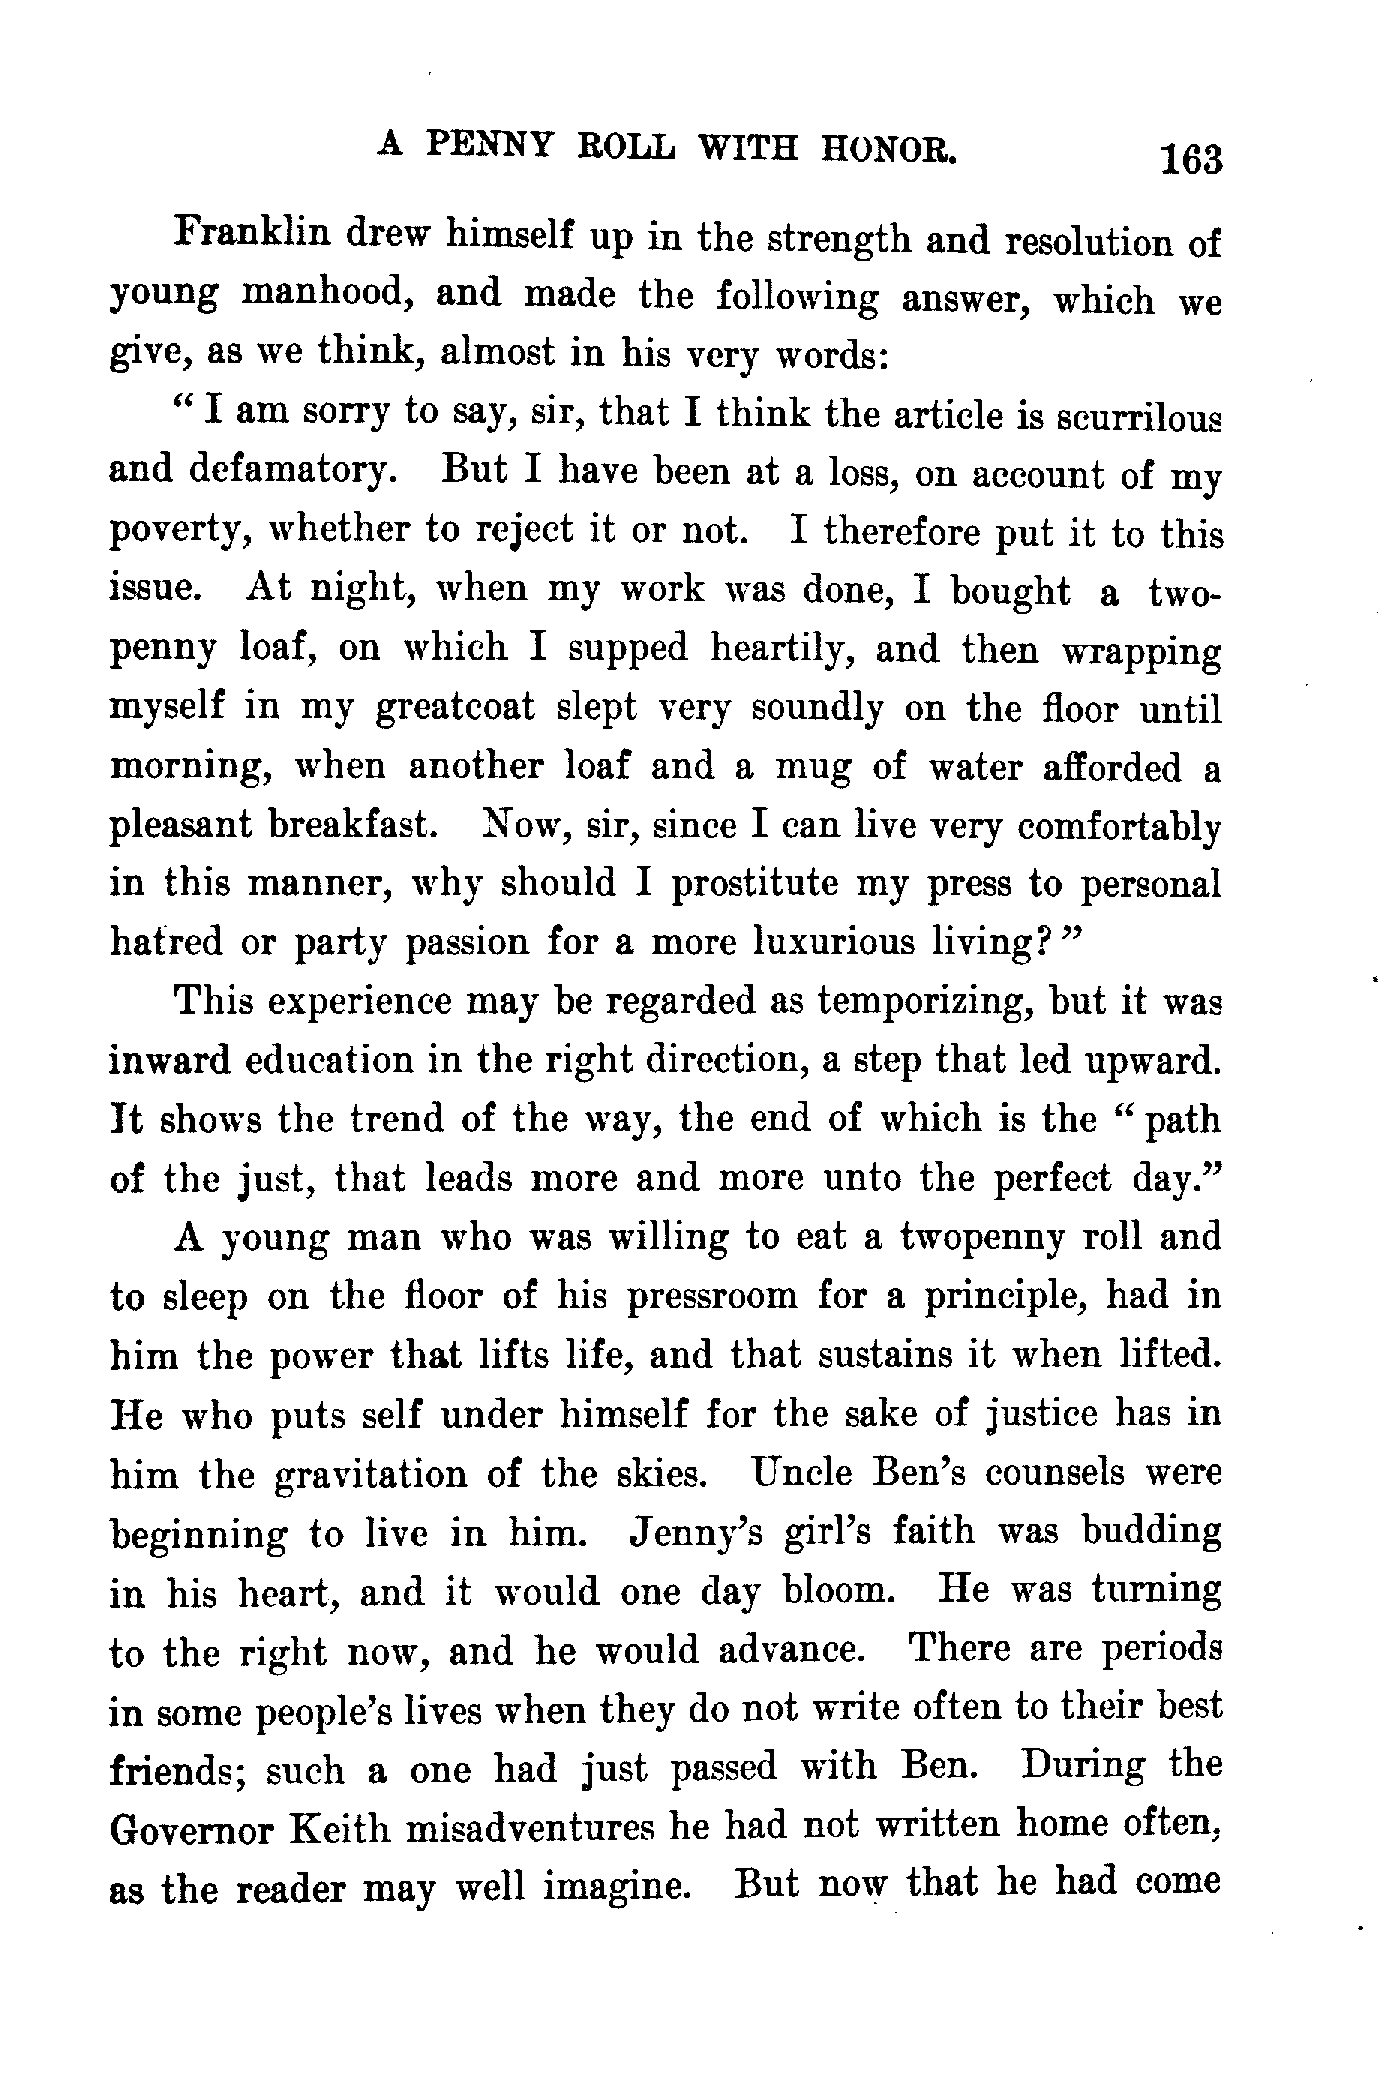 A PENNY ROLL WITH HONOR. 163
Franklin drew himself up in the strength and resolution of
young manhood, and made the following answer, which we
give, as we think, almost in his very words:
“ I am sorry to say, sir, that I think the article is scurrilous
and defamatory. But I have been at a loss, on account of my
poverty, whether to reject it or not. I therefore put it to this
issue. At night, when my work was done, I bought a two-
penny loaf, on which I supped heartily, and then wrapping
myself in my greatcoat slept very soundly on the floor until
morning, when another loaf and a mug of water afforded a
pleasant breakfast. Now, sir, since I can live very comfortably
in this manner, why should I prostitute my press to personal
hatred or party passion for a more luxurious living? ”
This experience may be regarded as temporizing, but it was
inward education in the right direction, a step that led upward.
It shows the trend of the way, the end of which is the “ path
of the just, that leads more and more unto the perfect day.”
A young man who was willing to eat a twopenny roll and
to sleep on the floor of his pressroom for a principle, had in
him the power that lifts life, and that sustains it when lifted.
He who puts self under himself for the sake of justice has in
him the gravitation of the skies. Uncle Ben’s counsels were
beginning to live in him. Jenny’s girl’s faith was budding
in his heart, and it would one day bloom. He was turning
to the right now, and he would advance. There are periods
in some people’s lives when they do not write often to their best
friends; such a one had just passed with Ben. During the
Governor Keith misadventures he had not written home often,
as the reader may well imagine. But now that he had come